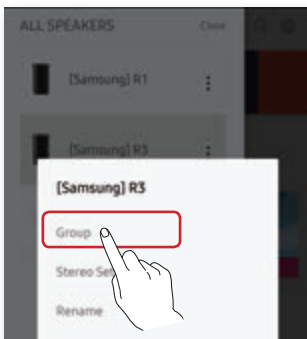 ALL SPEAKERS Close
[Samsung] R1
[Samsung] R3
[Samsung] R3
Group
Stereo Set
Rename